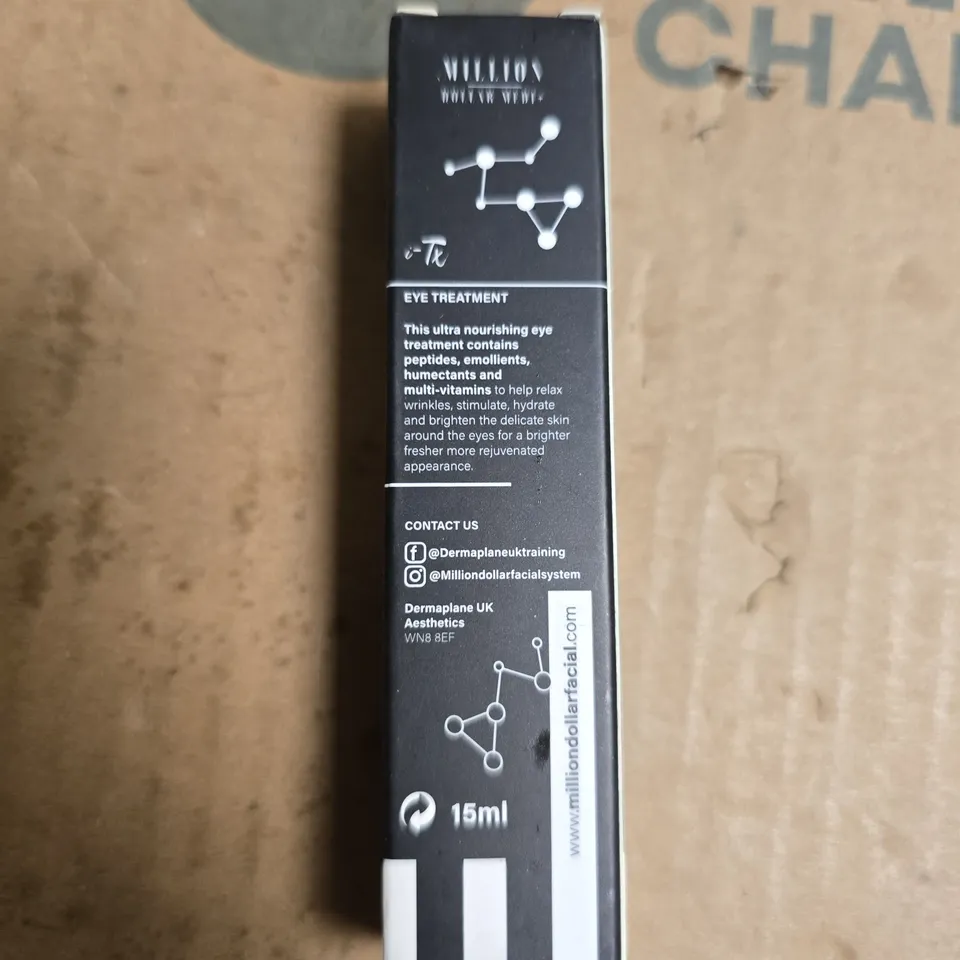 MILLION
DOLLAR MEDI+
i-Tx
EYE TREATMENT
This ultra nourishing eye
treatment contains
peptides, emollients,
humectants and
multi-vitamins to help relax
wrinkles, stimulate, hydrate
and brighten the delicate skin
around the eyes for a brighter
fresher more rejuvenated
appearance.
CONTACT US
@Dermaplaneuktraining
@Milliondollarfacialsystem
Dermaplane UK
Aesthetics
WN8 8EF
www.milliondollarfacial.com
15ml